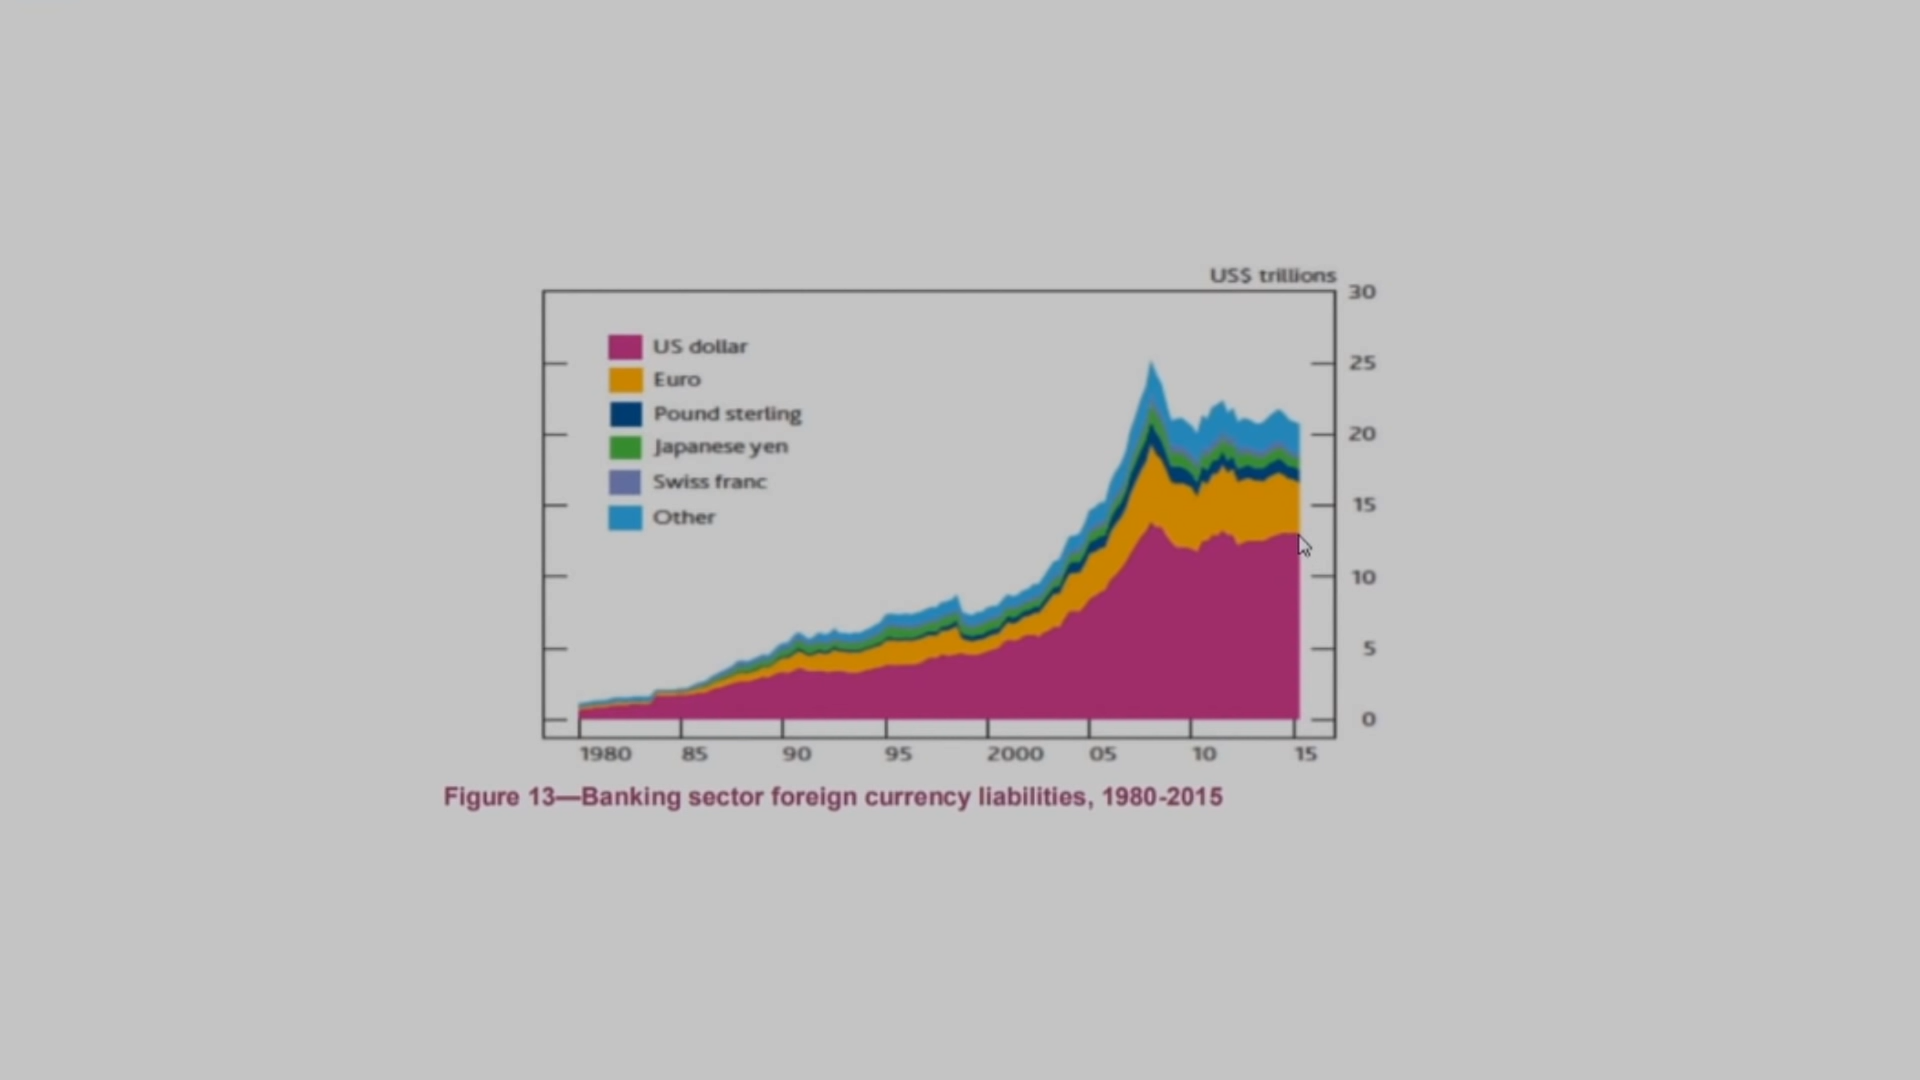 US$ trillions
30
25
20
15
10
5
0
US dollar
Euro
Pound sterling
Japanese yen
Swiss franc
Other
1980 85 90 95 2000 05 10 15
Figure 13—Banking sector foreign currency liabilities, 1980-2015